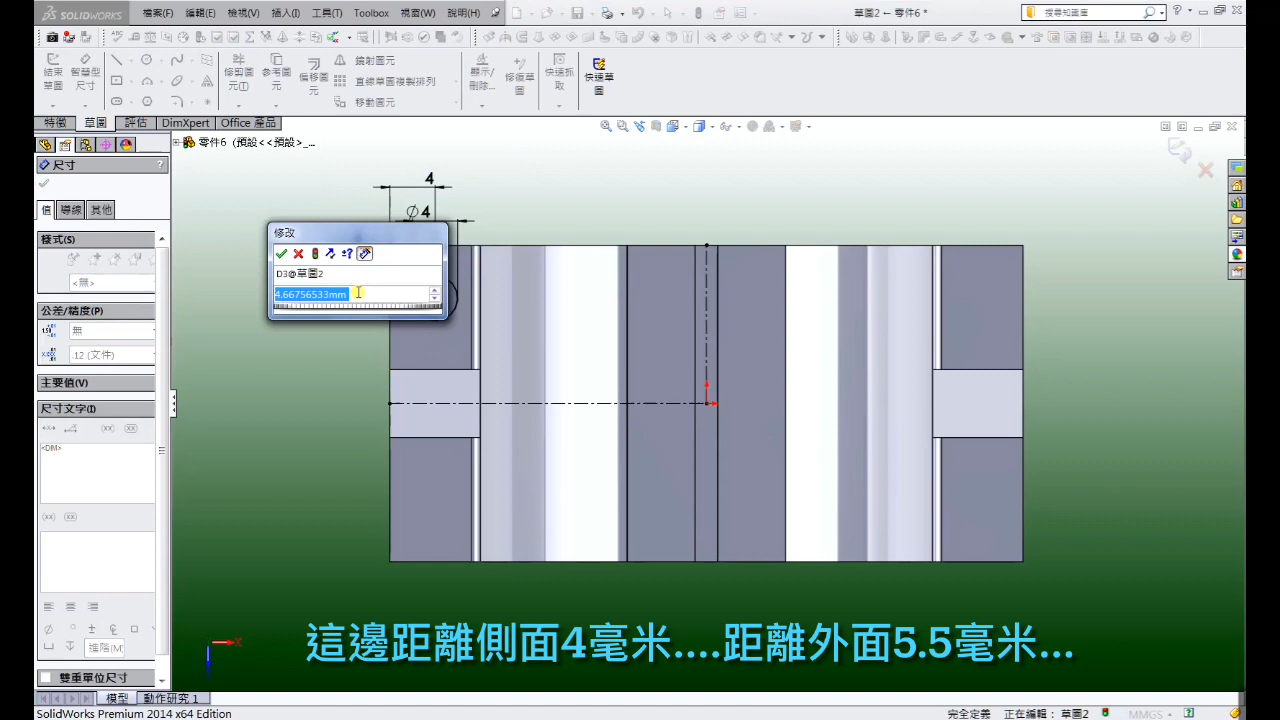 SOLIDWORKS 檔案(F) 編輯(E) 檢視(V) 插入(I) 工具(T) Toolbox 視窗(W) 說明(H) 草圖2 ← 零件6 * 搜尋知識庫
結束草圖 智慧型尺寸 修剪圖元(T) 參考圖元 偏移圖元 鏡射圖元 顯示/刪除... 修復草圖 快速抓取 快速草圖
直線草圖複製排列
移動圖元
特徵 草圖 評估 DimXpert Office 產品
零件6 (預設<<預設>_...
尺寸 ?
值 導線 其他
樣式(S)
<無>
公差/精度(P)
無
.12 (文件)
主要值(V)
尺寸文字(I)
<DIM>
進階(M)
雙重單位尺寸
4
∅4
修改
D3@草圖2
4.66756533mm
X
這邊距離側面4毫米....距離外面5.5毫米...
模型 動作研究 1
SolidWorks Premium 2014 x64 Edition 完全定義 正在編輯： 草圖2 MMGS